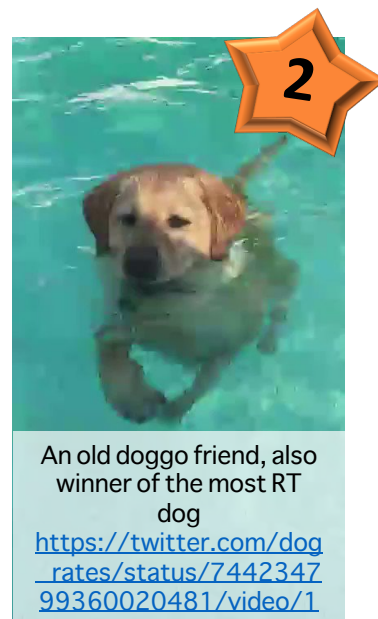 2
An old doggo friend, also
winner of the most RT
dog
https://twitter.com/dog
_rates/status/7442347
99360020481/video/1